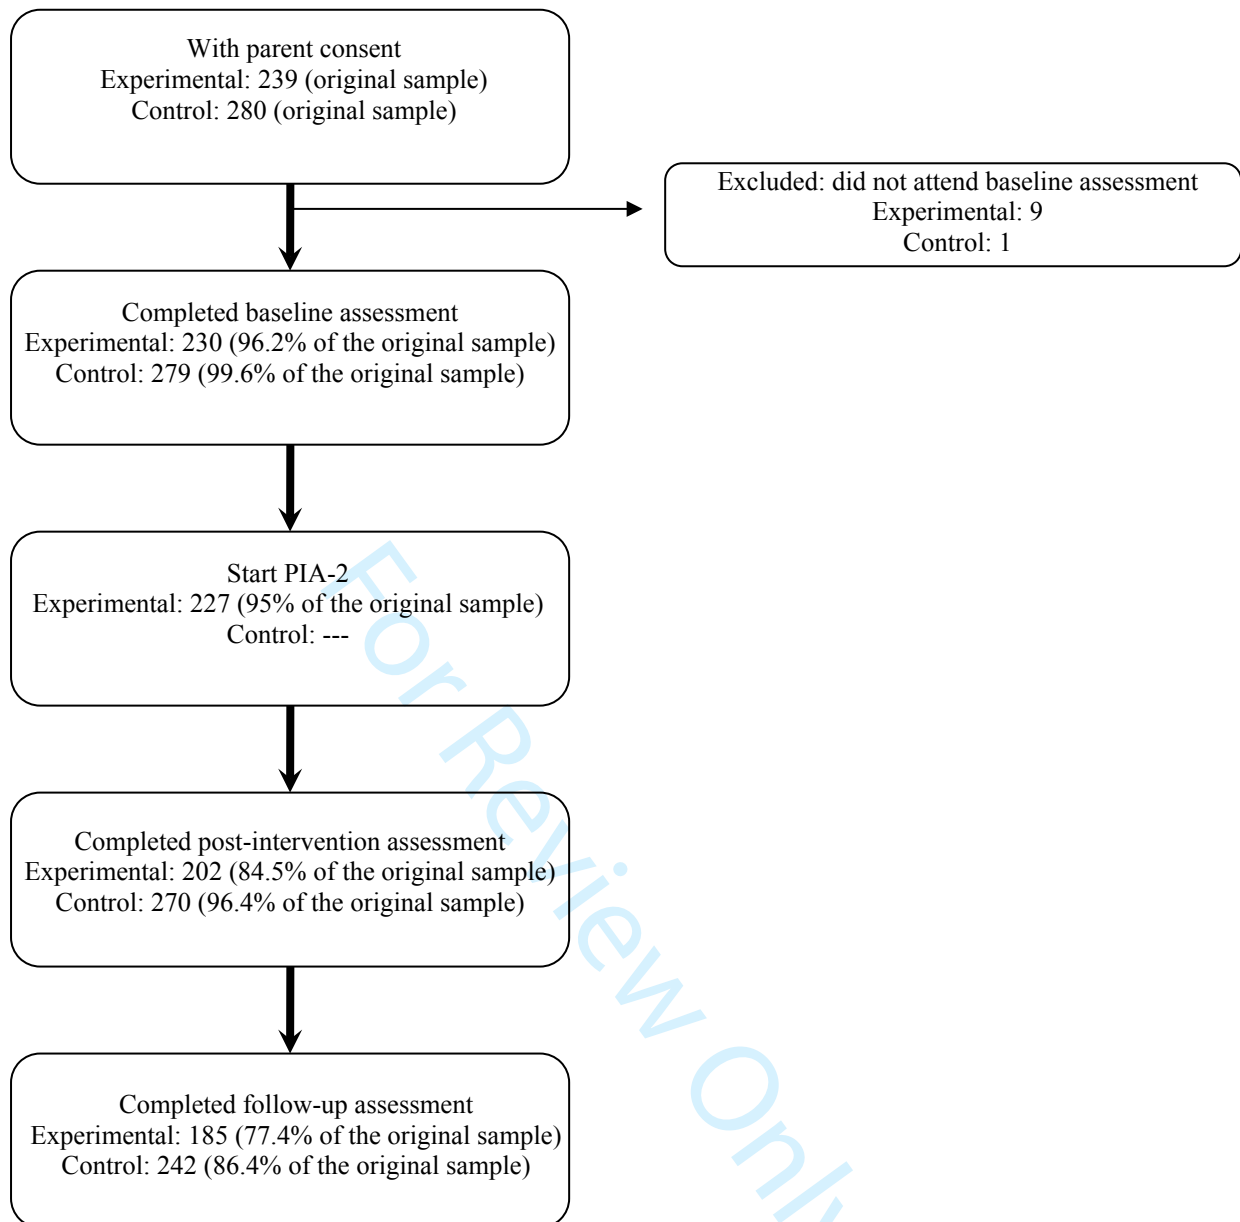 With parent consent
Experimental: 239 (original sample)
Control: 280 (original sample)
Excluded: did not attend baseline assessment
Experimental: 9
Control: 1
Completed baseline assessment
Experimental: 230 (96.2% of the original sample)
Control: 279 (99.6% of the original sample)
Start PIA-2
Experimental: 227 (95% of the original sample)
Control: ---
Completed post-intervention assessment
Experimental: 202 (84.5% of the original sample)
Control: 270 (96.4% of the original sample)
Completed follow-up assessment
Experimental: 185 (77.4% of the original sample)
Control: 242 (86.4% of the original sample)
For Review Only